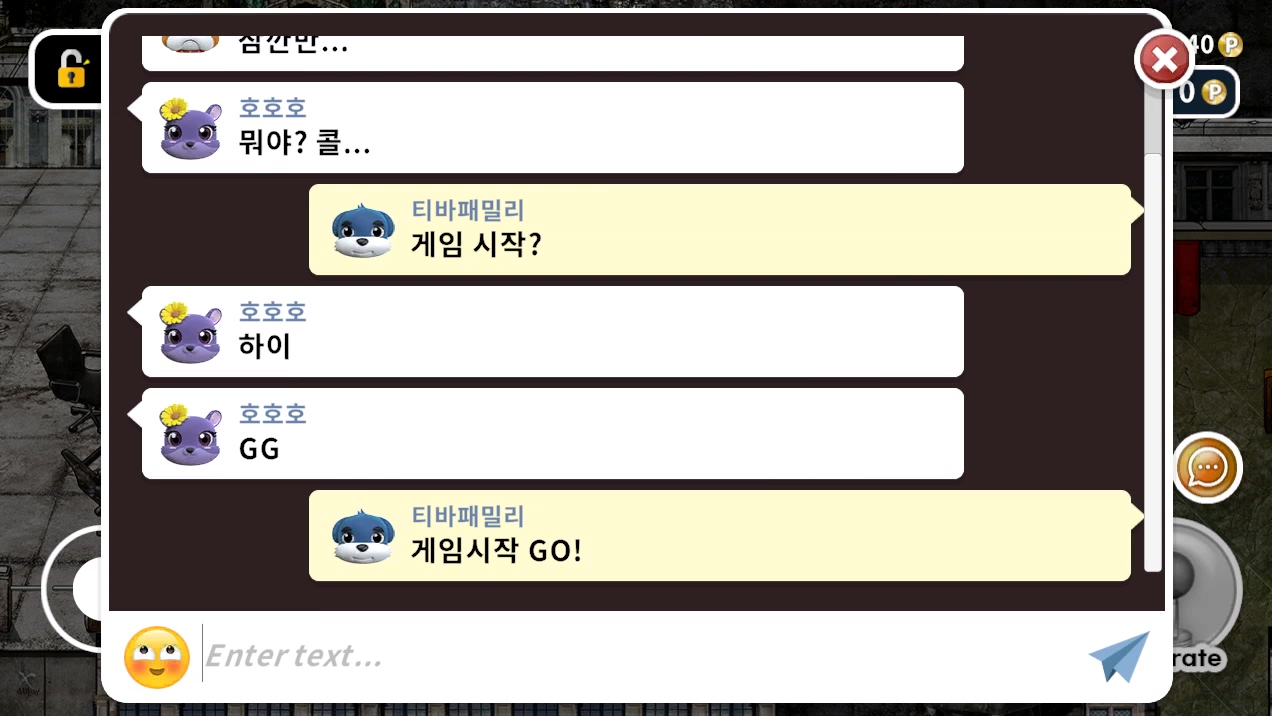 잠깐만...
호호호
뭐야? 콜...
티바패밀리
게임 시작?
호호호
하이
호호호
GG
티바패밀리
게임시작 GO!
Enter text...
40 P
0 P
rate